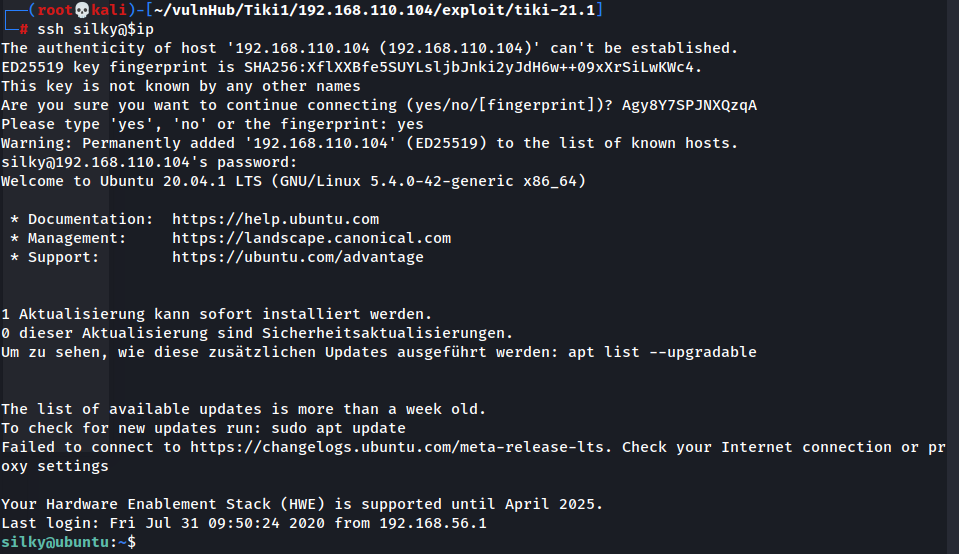 ┌──(root💀kali)-[~/vulnHub/Tiki1/192.168.110.104/exploit/tiki-21.1]
└─# ssh silky@$ip
The authenticity of host '192.168.110.104 (192.168.110.104)' can't be established.
ED25519 key fingerprint is SHA256:XflXXBfe5SUYLsljbJnki2yJdH6w++09xXrSiLwKWc4.
This key is not known by any other names
Are you sure you want to continue connecting (yes/no/[fingerprint])? Agy8Y7SPJNXQzqA
Please type 'yes', 'no' or the fingerprint: yes
Warning: Permanently added '192.168.110.104' (ED25519) to the list of known hosts.
silky@192.168.110.104's password:
Welcome to Ubuntu 20.04.1 LTS (GNU/Linux 5.4.0-42-generic x86_64)
* Documentation:  https://help.ubuntu.com
* Management:     https://landscape.canonical.com
* Support:        https://ubuntu.com/advantage
1 Aktualisierung kann sofort installiert werden.
0 dieser Aktualisierung sind Sicherheitsaktualisierungen.
Um zu sehen, wie diese zusätzlichen Updates ausgeführt werden: apt list --upgradable
The list of available updates is more than a week old.
To check for new updates run: sudo apt update
Failed to connect to https://changelogs.ubuntu.com/meta-release-lts. Check your Internet connection or pr
oxy settings
Your Hardware Enablement Stack (HWE) is supported until April 2025.
Last login: Fri Jul 31 09:50:24 2020 from 192.168.56.1
silky@ubuntu:~$